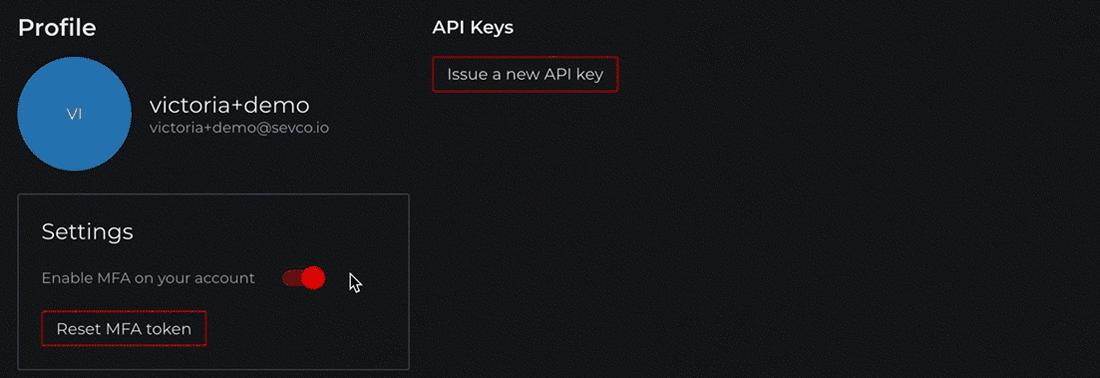 Profile
VI
victoria+demo
victoria+demo@sevco.io
Settings
Enable MFA on your account
Reset MFA token
API Keys
Issue a new API key